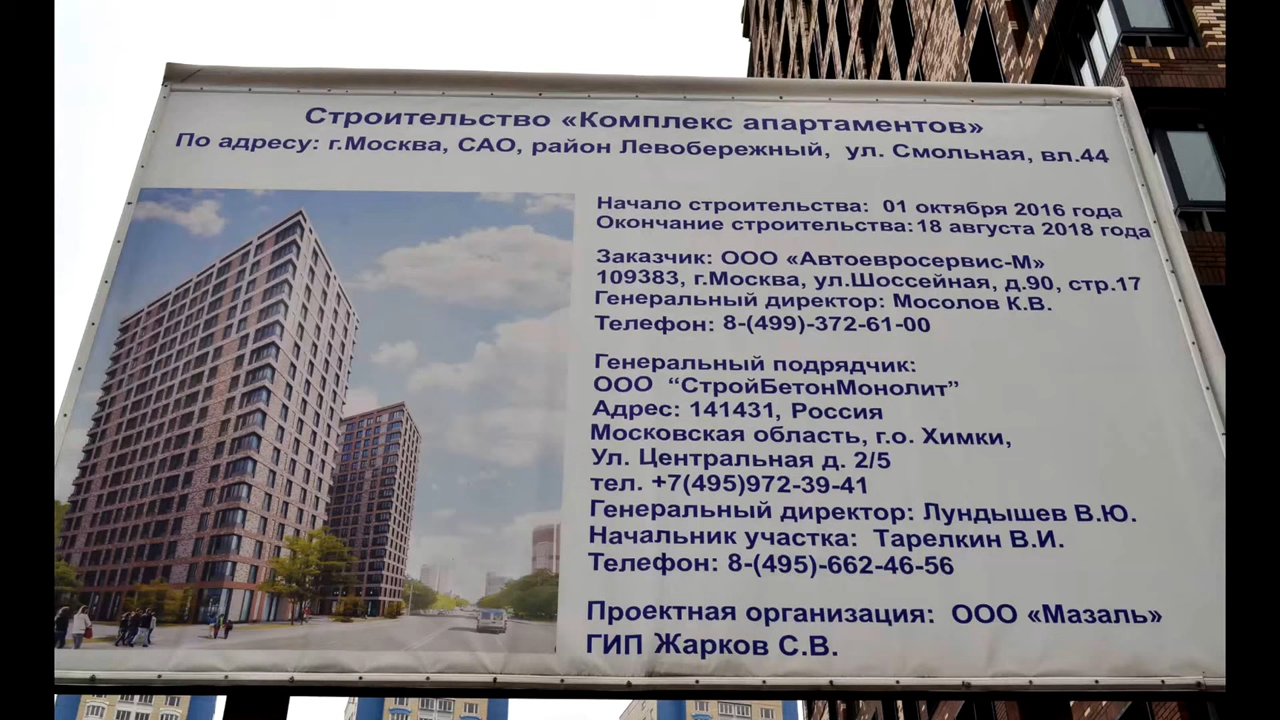 Строительство «Комплекс апартаментов»
По адресу: г.Москва, САО, район Левобережный, ул. Смольная, вл.44
Начало строительства: 01 октября 2016 года
Окончание строительства: 18 августа 2018 года
Заказчик: ООО «Автоевросервис-М»
109383, г.Москва, ул.Шоссейная, д.90, стр.17
Генеральный директор: Мосолов К.В.
Телефон: 8-(499)-372-61-00
Генеральный подрядчик:
ООО “СтройБетонМонолит”
Адрес: 141431, Россия
Московская область, г.о. Химки,
Ул. Центральная д. 2/5
тел. +7(495)972-39-41
Генеральный директор: Лундышев В.Ю.
Начальник участка: Тарелкин В.И.
Телефон: 8-(495)-662-46-56
Проектная организация: ООО «Мазаль»
ГИП Жарков С.В.